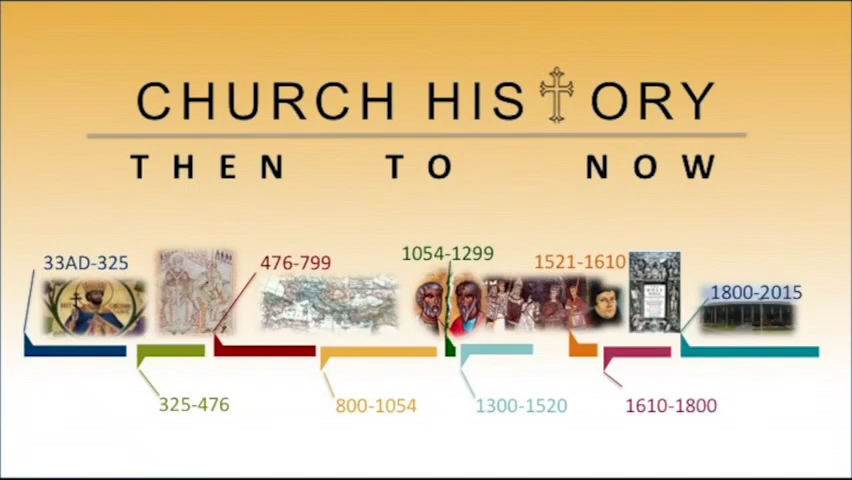 CHURCH HISTORY
THEN TO NOW
33AD-325
476-799
1054-1299
1521-1610
1800-2015
325-476
800-1054
1300-1520
1610-1800